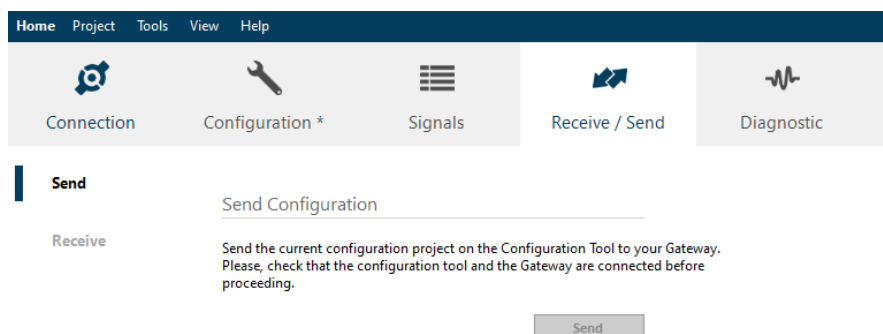 Home Project Tools View Help
Connection Configuration * Signals Receive / Send Diagnostic
Send
Send Configuration
Receive
Send the current configuration project on the Configuration Tool to your Gateway.
Please, check that the configuration tool and the Gateway are connected before
proceeding.
Send